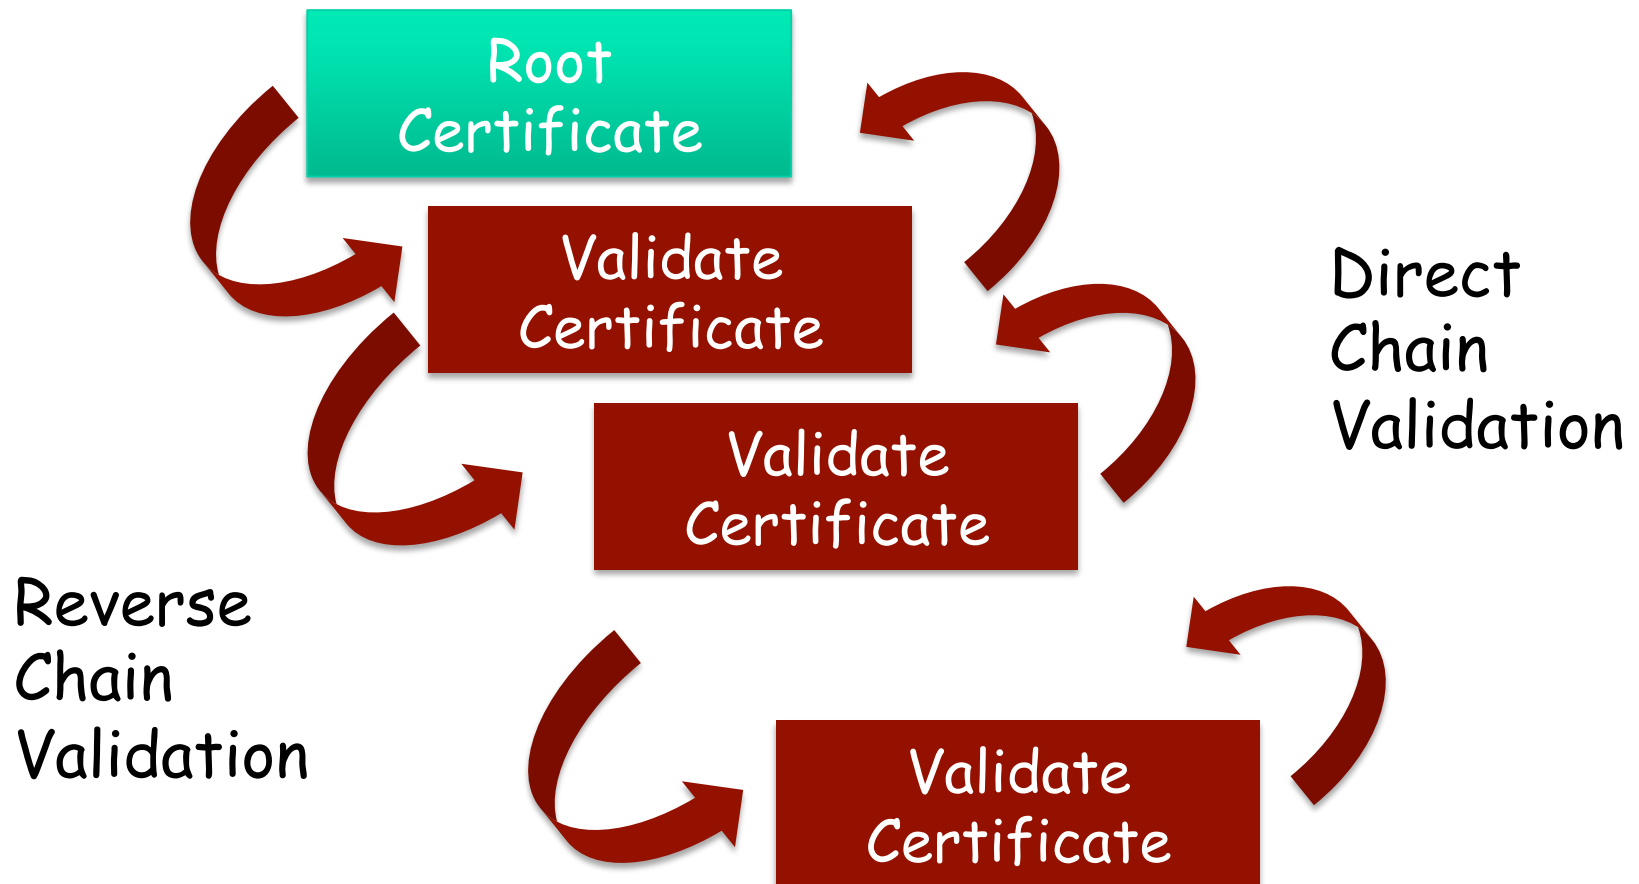 Root
Certificate
Validate
Certificate
Direct
Chain
Validation
Validate
Certificate
Reverse
Chain
Validation
Validate
Certificate